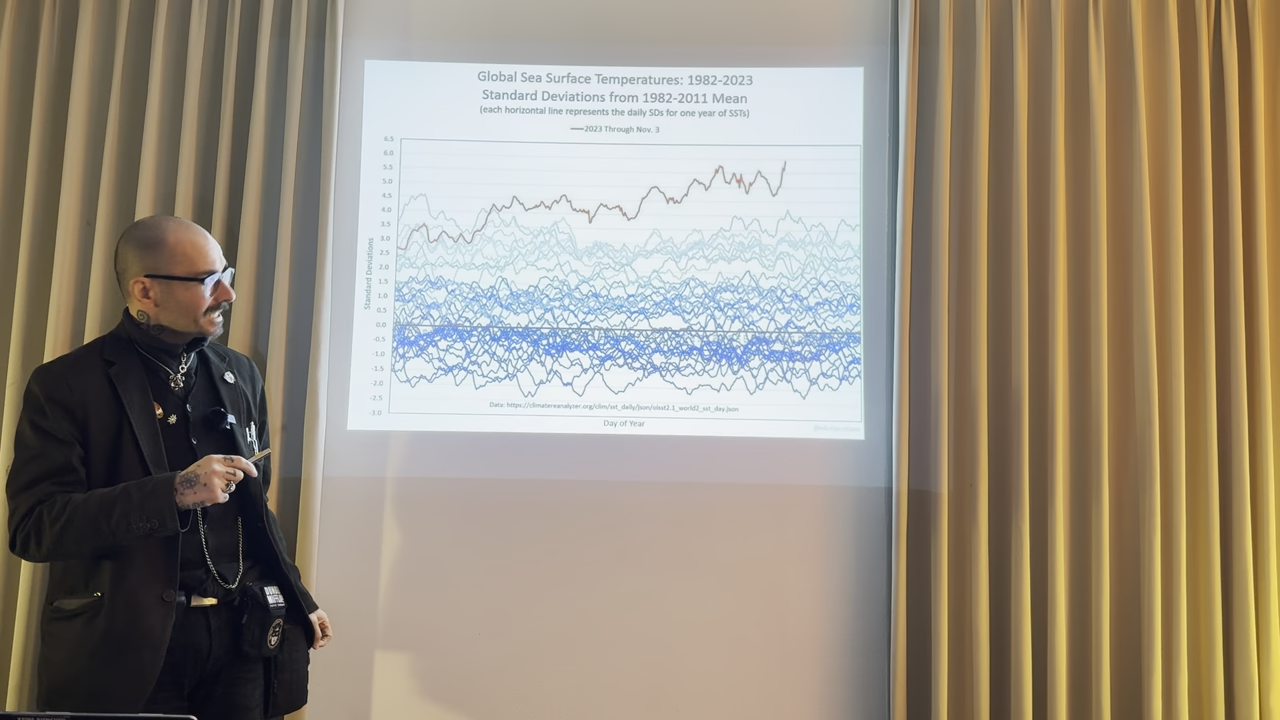 Global Sea Surface Temperatures: 1982-2023
Standard Deviations from 1982-2011 Mean
(each horizontal line represents the daily SDs for one year of SSTs)
2023 Through Nov. 3
6.5
6.0
5.5
5.0
4.5
4.0
3.5
3.0
2.5
2.0
1.5
1.0
0.5
0.0
-0.5
-1.0
-1.5
-2.0
-2.5
-3.0
Standard Deviations
Data: https://climatereanalyzer.org/clim/sst_daily/json/oisst2.1_world2_sst_day.json
Day of Year